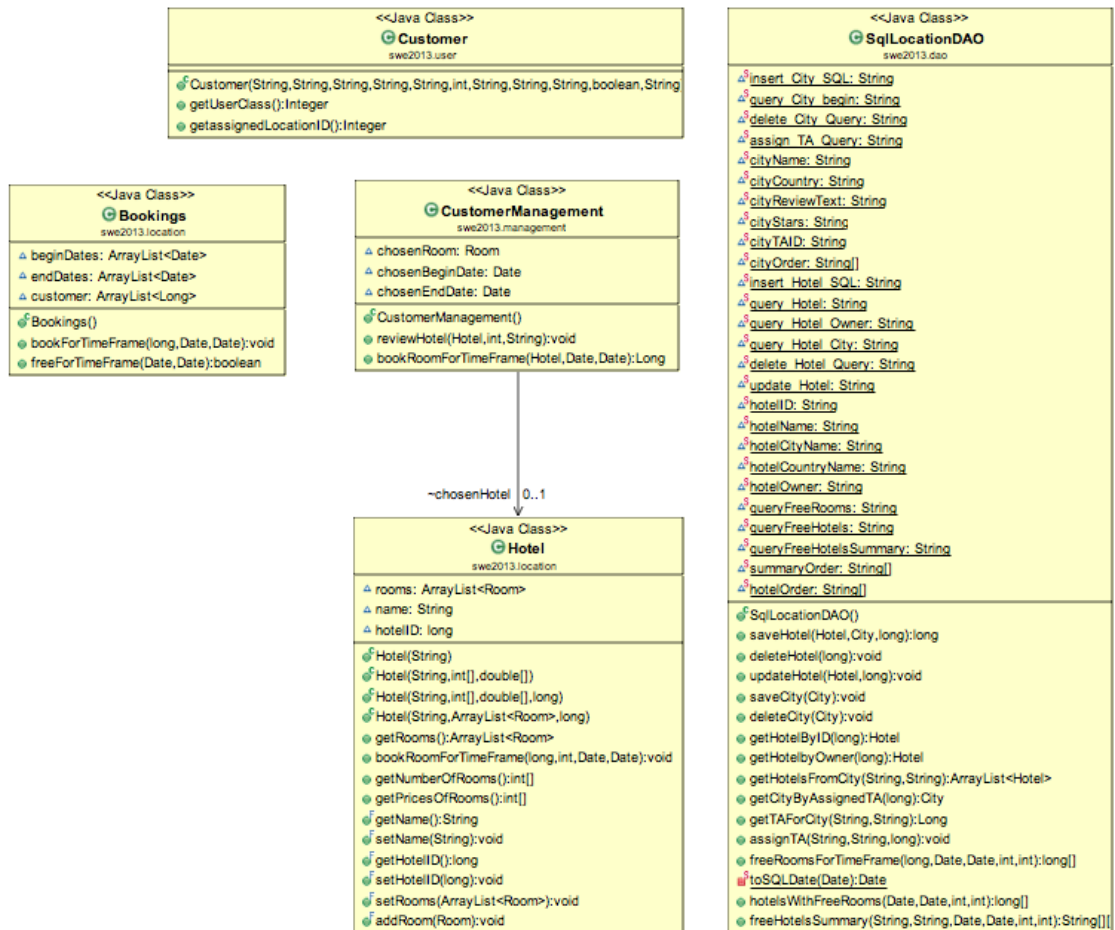 <<Java Class>>
Customer
swe2013.user
Customer(String,String,String,String,String,int,String,String,String,boolean,String
getUserClass():Integer
getassignedLocationID():Integer
<<Java Class>>
Bookings
swe2013.location
beginDates: ArrayList<Date>
endDates: ArrayList<Date>
customer: ArrayList<Long>
Bookings()
bookForTimeFrame(long,Date,Date):void
freeForTimeFrame(Date,Date):boolean
<<Java Class>>
CustomerManagement
swe2013.management
chosenRoom: Room
chosenBeginDate: Date
chosenEndDate: Date
CustomerManagement()
reviewHotel(Hotel,int,String):void
bookRoomForTimeFrame(Hotel,Date,Date):Long
~chosenHotel 0..1
<<Java Class>>
Hotel
swe2013.location
rooms: ArrayList<Room>
name: String
hotelID: long
Hotel(String)
Hotel(String,int[],double[])
Hotel(String,int[],double[],long)
Hotel(String,ArrayList<Room>,long)
getRooms():ArrayList<Room>
bookRoomForTimeFrame(long,int,Date,Date):void
getNumberOfRooms():int[]
getPricesOfRooms():int[]
getName():String
setName(String):void
getHotelID():long
setHotelID(long):void
setRooms(ArrayList<Room>):void
addRoom(Room):void
<<Java Class>>
SqlLocationDAO
swe2013.dao
insert_City_SQL: String
query_City_begin: String
delete_City_Query: String
assign_TA_Query: String
cityName: String
cityCountry: String
cityReviewText: String
cityStars: String
cityTAID: String
cityOrder: String[]
insert_Hotel_SQL: String
query_Hotel: String
query_Hotel_Owner: String
query_Hotel_City: String
delete_Hotel_Query: String
update_Hotel: String
hotelID: String
hotelName: String
hotelCityName: String
hotelCountryName: String
hotelOwner: String
queryFreeRooms: String
queryFreeHotels: String
queryFreeHotelsSummary: String
summaryOrder: String[]
hotelOrder: String[]
SqlLocationDAO()
saveHotel(Hotel,City,long):long
deleteHotel(long):void
updateHotel(Hotel,long):void
saveCity(City):void
deleteCity(City):void
getHotelByID(long):Hotel
getHotelbyOwner(long):Hotel
getHotelsFromCity(String,String):ArrayList<Hotel>
getCityByAssignedTA(long):City
getTAForCity(String,String):Long
assignTA(String,String,long):void
freeRoomsForTimeFrame(long,Date,Date,int,int):long[]
toSQLDate(Date):Date
hotelsWithFreeRooms(Date,Date,int,int):long[]
freeHotelsSummary(String,String,Date,Date,int,int):String[][